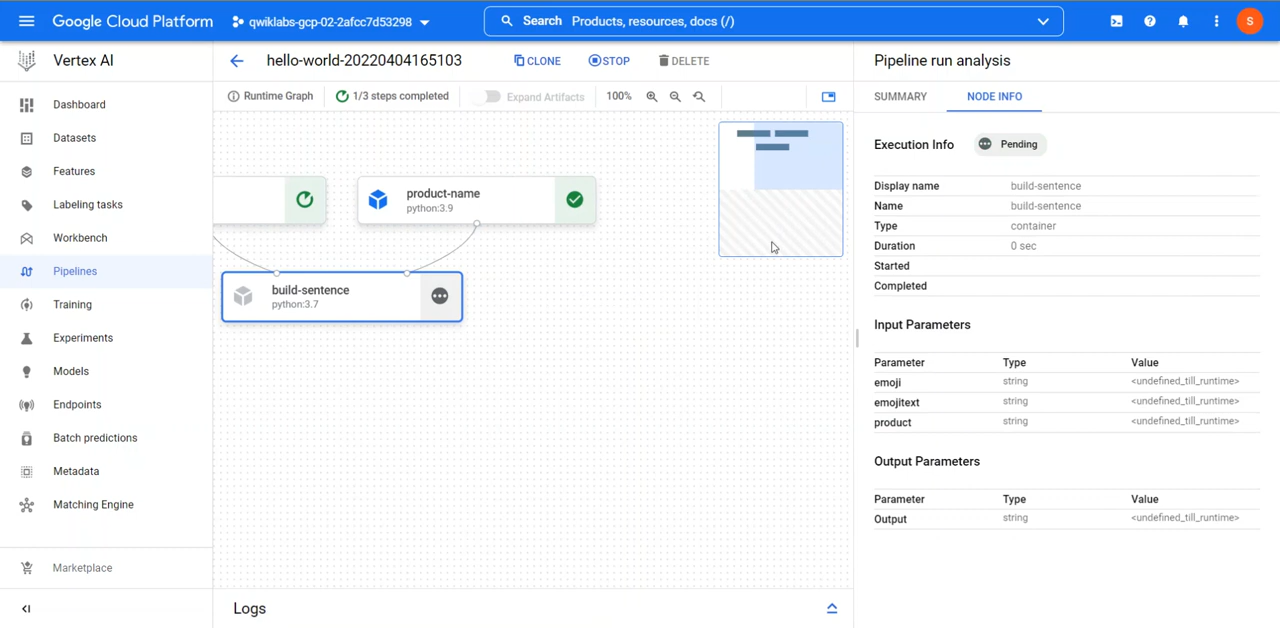 Google Cloud Platform
qwiklabs-gcp-02-2afcc7d53298
Search Products, resources, docs (/)
S
Vertex AI
Dashboard
Datasets
Features
Labeling tasks
Workbench
Pipelines
Training
Experiments
Models
Endpoints
Batch predictions
Metadata
Matching Engine
Marketplace
hello-world-20220404165103
CLONE
STOP
DELETE
Runtime Graph
1/3 steps completed
Expand Artifacts
100%
product-name
python:3.9
build-sentence
python:3.7
Logs
Pipeline run analysis
SUMMARY
NODE INFO
Execution Info Pending
Display name build-sentence
Name build-sentence
Type container
Duration 0 sec
Started
Completed
Input Parameters
Parameter Type Value
emoji string <undefined_till_runtime>
emojitext string <undefined_till_runtime>
product string <undefined_till_runtime>
Output Parameters
Parameter Type Value
Output string <undefined_till_runtime>